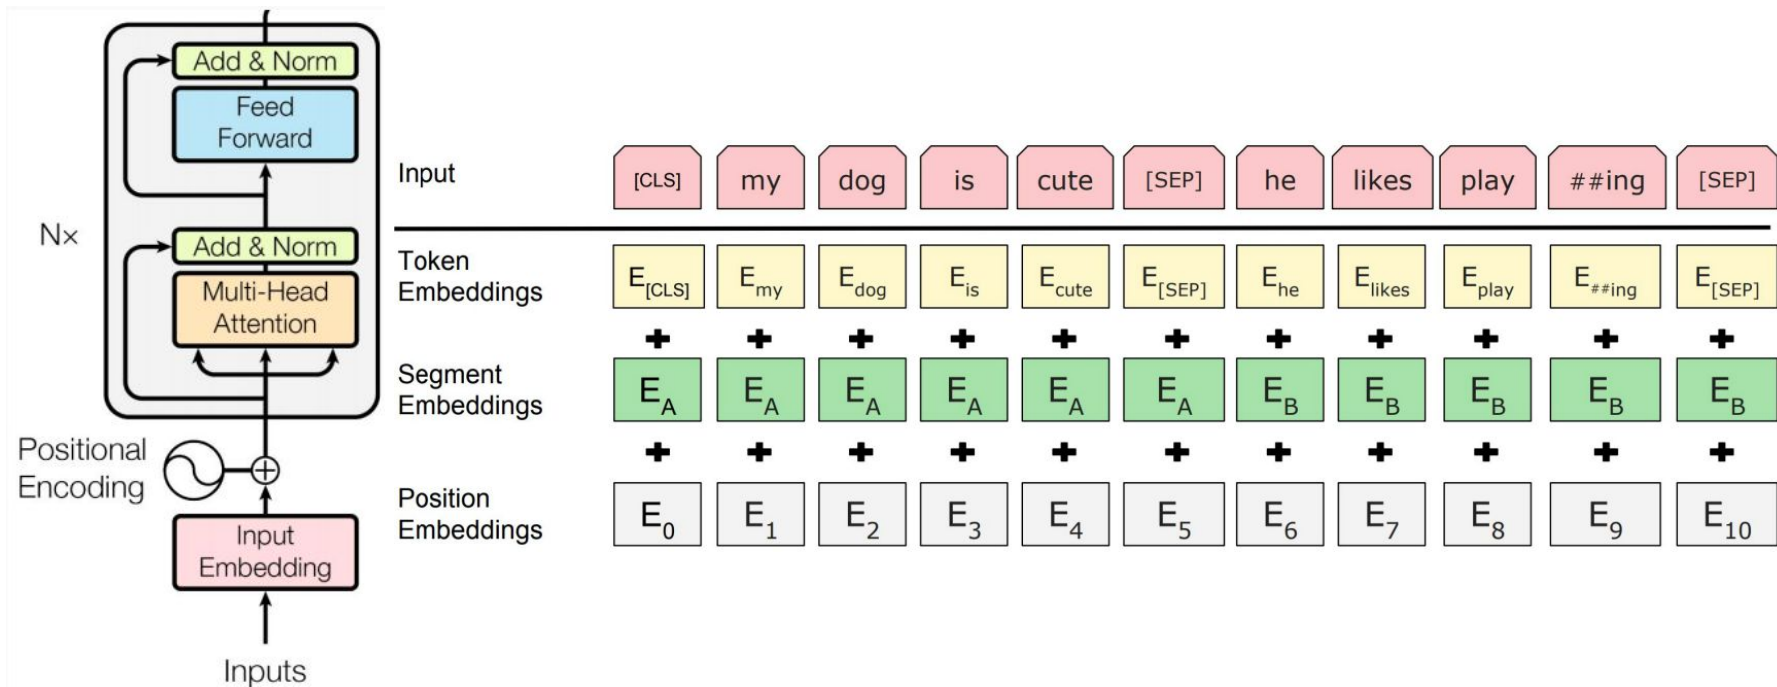 Add & Norm
Feed
Forward
Add & Norm
Multi-Head
Attention
N×
Positional
Encoding
Input
Embedding
Inputs
Input [CLS] my dog is cute [SEP] he likes play ##ing [SEP]
Token
Embeddings E[CLS] Emy Edog Eis Ecute E[SEP] Ehe Elikes Eplay E##ing E[SEP]
+ + + + + + + + + + +
Segment
Embeddings EA EA EA EA EA EA EB EB EB EB EB
+ + + + + + + + + + +
Position
Embeddings E0 E1 E2 E3 E4 E5 E6 E7 E8 E9 E10